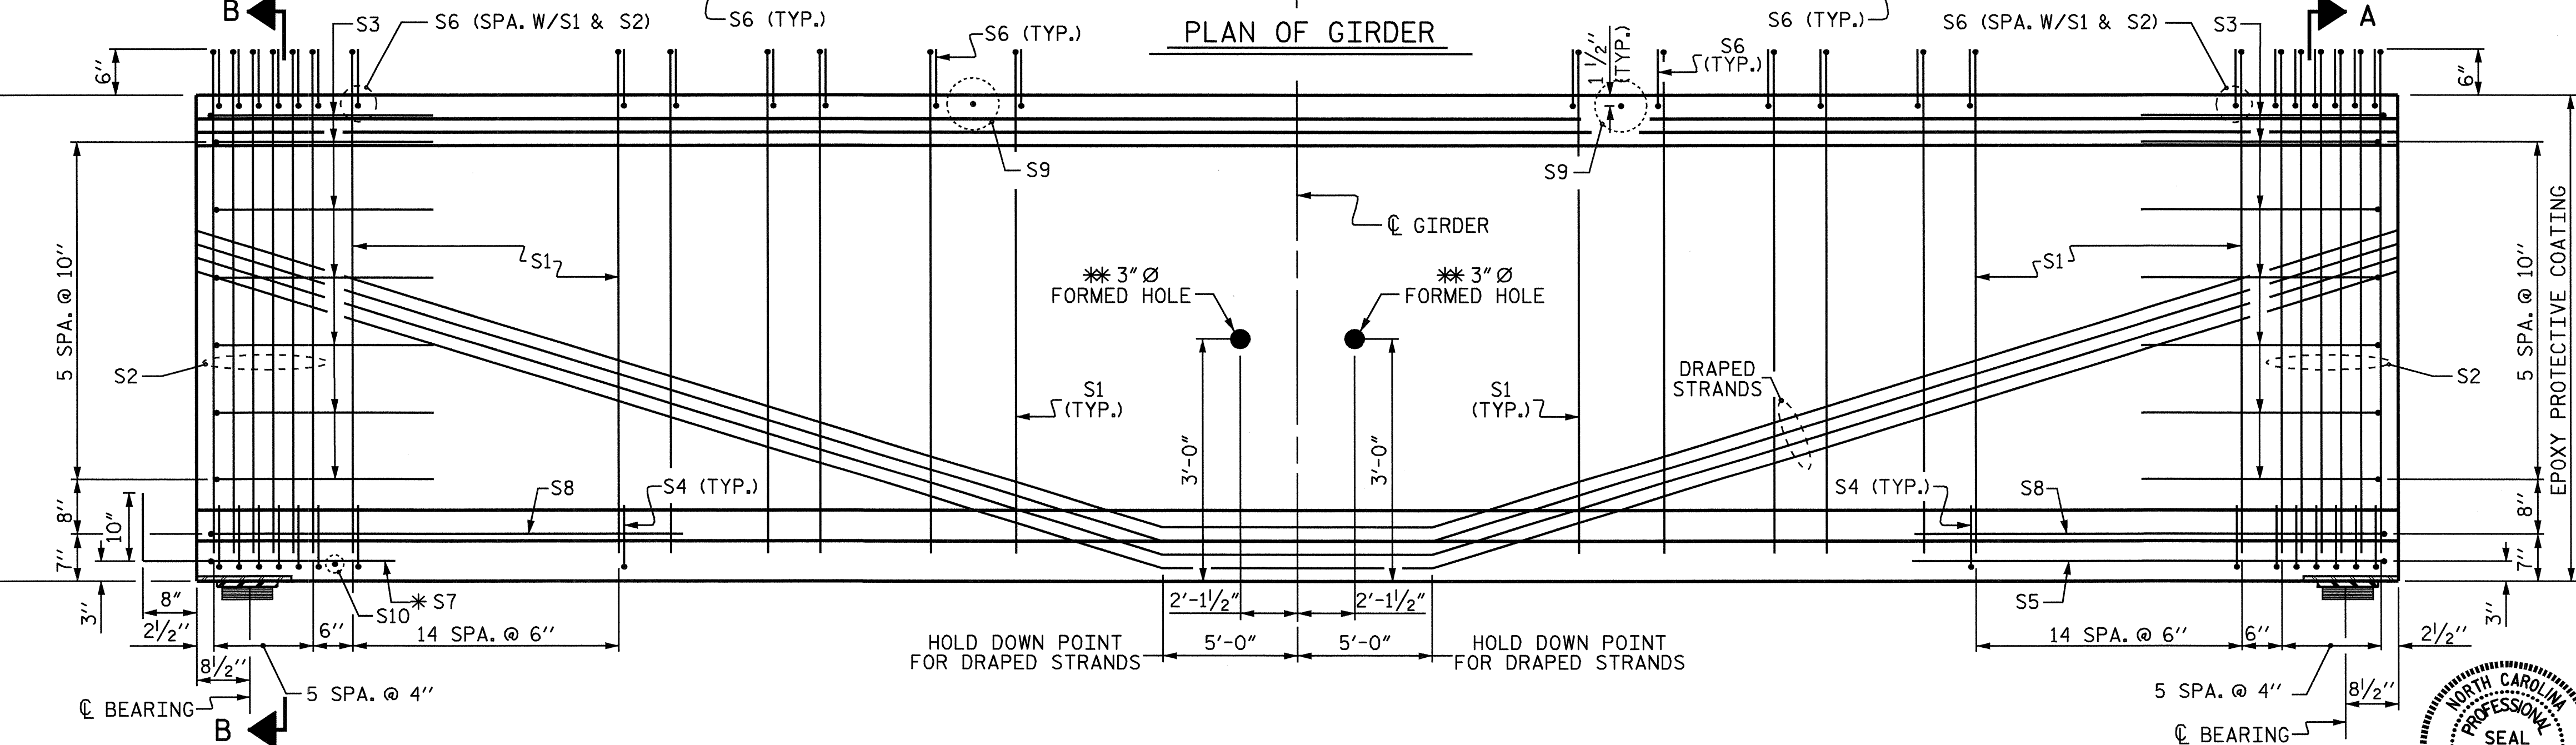 B
S3
S6 (SPA. W/S1 & S2)
S6 (TYP.)
S6 (TYP.)
PLAN OF GIRDER
1 1/2" (TYP.)
S6 (TYP.)
S6 (TYP.)
S6 (SPA. W/S1 & S2)
S3
A
6"
6"
S9
S9
℄ GIRDER
5 SPA. @ 10"
S1
S1
5 SPA. @ 10"
EPOXY PROTECTIVE COATING
** 3" Ø
FORMED HOLE
** 3" Ø
FORMED HOLE
S2
S1
(TYP.)
S1
(TYP.)
DRAPED
STRANDS
S2
3'-0"
3'-0"
8"
10"
7"
3"
S8
S4 (TYP.)
S4 (TYP.)
S8
8"
7"
3"
8"
* S7
S10
S5
2 1/2"
6"
14 SPA. @ 6"
2'-1 1/2"
2'-1 1/2"
14 SPA. @ 6"
6"
2 1/2"
HOLD DOWN POINT
FOR DRAPED STRANDS
5'-0"
5'-0"
HOLD DOWN POINT
FOR DRAPED STRANDS
8 1/2"
5 SPA. @ 4"
5 SPA. @ 4"
8 1/2"
℄ BEARING
℄ BEARING
B
NORTH CAROLINA
PROFESSIONAL
SEAL